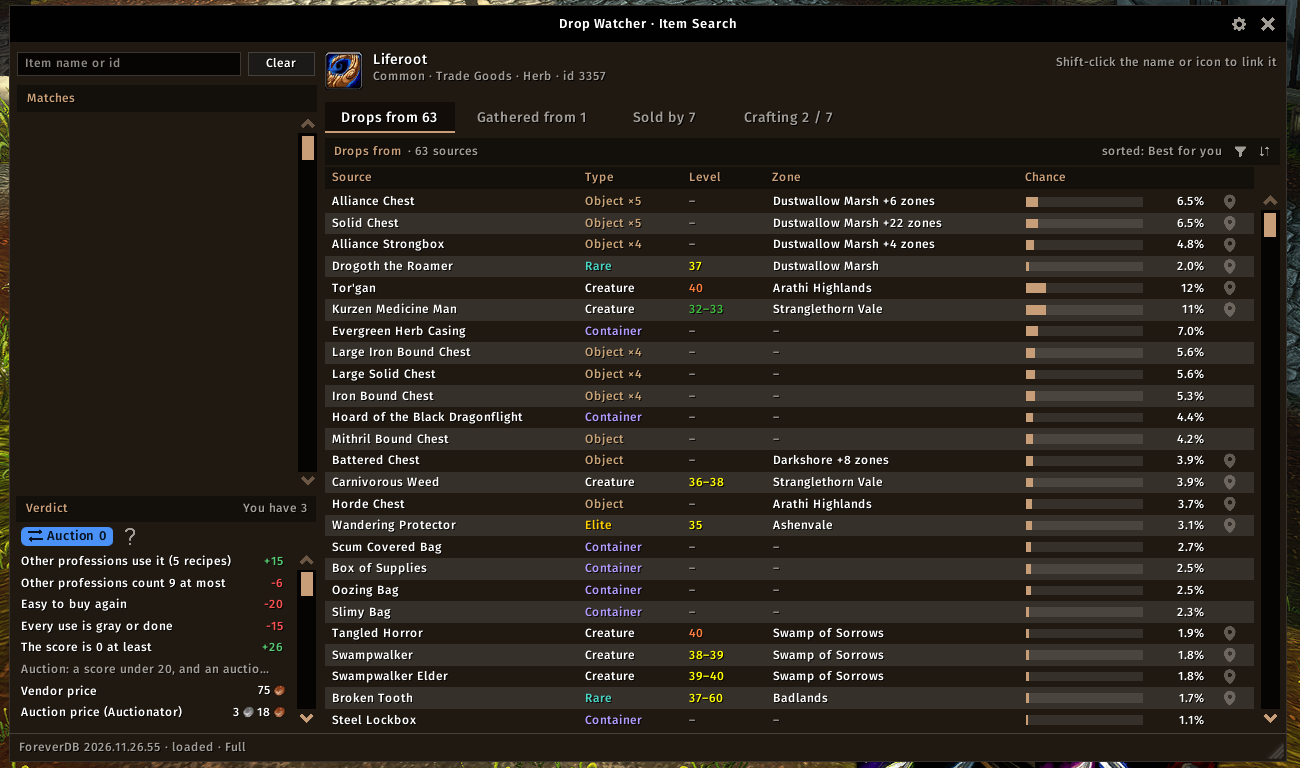 Drop Watcher · Item Search
Item name or id
Clear
Liferoot
Common · Trade Goods · Herb · id 3357
Shift-click the name or icon to link it
Matches
Drops from 63 Gathered from 1 Sold by 7 Crafting 2 / 7
Drops from · 63 sources sorted: Best for you
Source Type Level Zone Chance
Alliance Chest Object ×5 – Dustwallow Marsh +6 zones 6.5%
Solid Chest Object ×5 – Dustwallow Marsh +22 zones 6.5%
Alliance Strongbox Object ×4 – Dustwallow Marsh +4 zones 4.8%
Drogoth the Roamer Rare 37 Dustwallow Marsh 2.0%
Tor'gan Creature 40 Arathi Highlands 12%
Kurzen Medicine Man Creature 32–33 Stranglethorn Vale 11%
Evergreen Herb Casing Container – – 7.0%
Large Iron Bound Chest Object ×4 – – 5.6%
Large Solid Chest Object ×4 – – 5.6%
Iron Bound Chest Object ×4 – – 5.3%
Hoard of the Black Dragonflight Container – – 4.4%
Mithril Bound Chest Object – – 4.2%
Battered Chest Object – Darkshore +8 zones 3.9%
Carnivorous Weed Creature 36–38 Stranglethorn Vale 3.9%
Horde Chest Object – Arathi Highlands 3.7%
Wandering Protector Elite 35 Ashenvale 3.1%
Scum Covered Bag Container – – 2.7%
Box of Supplies Container – – 2.5%
Oozing Bag Container – – 2.5%
Slimy Bag Container – – 2.3%
Tangled Horror Creature 40 Swamp of Sorrows 1.9%
Swampwalker Creature 38–39 Swamp of Sorrows 1.8%
Swampwalker Elder Creature 39–40 Swamp of Sorrows 1.8%
Broken Tooth Rare 37–60 Badlands 1.7%
Steel Lockbox Container – – 1.1%
Verdict You have 3
Auction 0 ?
Other professions use it (5 recipes) +15
Other professions count 9 at most -6
Easy to buy again -20
Every use is gray or done -15
The score is 0 at least +26
Auction: a score under 20, and an auctio...
Vendor price 75
Auction price (Auctionator) 3 18
ForeverDB 2026.11.26.55 · loaded · Full